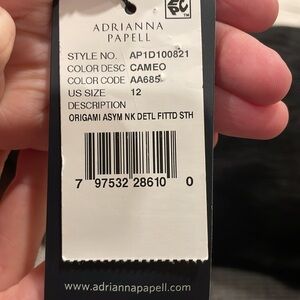 ADRIANNA
PAPELL
STYLE NO. AP1D100821
COLOR DESC CAMEO
COLOR CODE AA685
US SIZE 12
DESCRIPTION
ORIGAMI ASYM NK DETL FITTD STH
7 97532 28610 0
www.adriannapapell.com